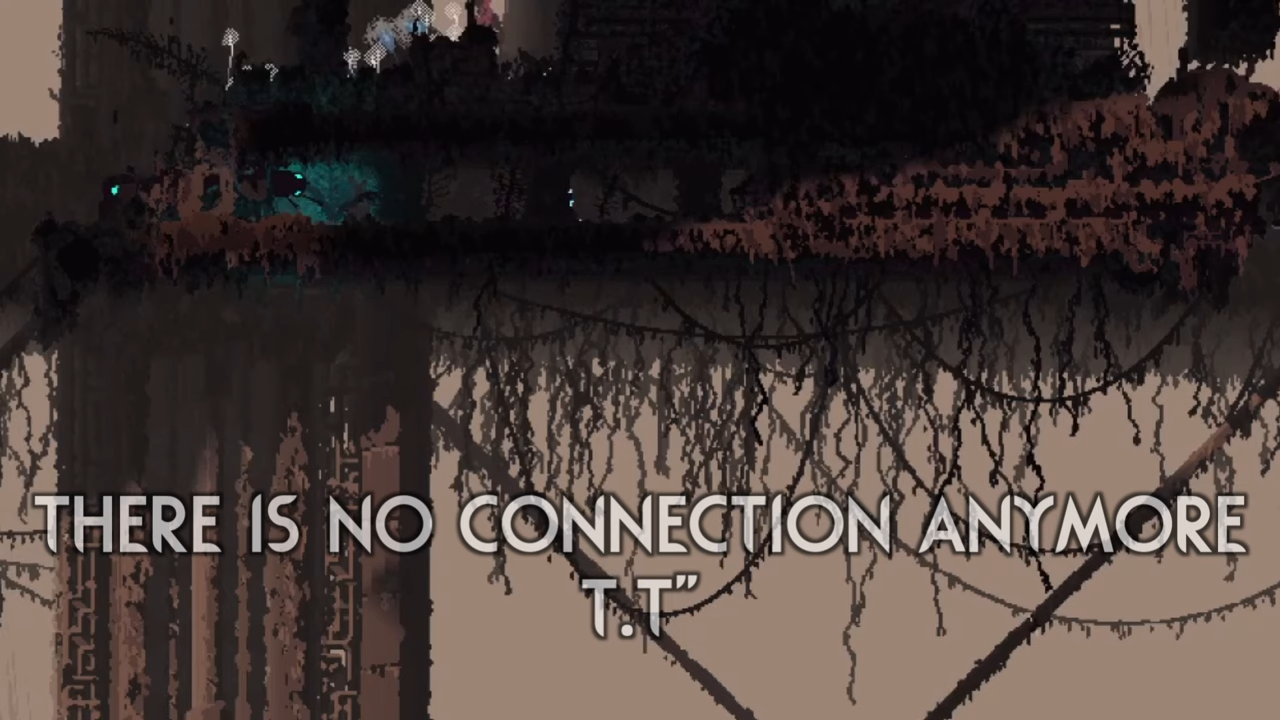 THERE IS NO CONNECTION ANYMORE
T.T”